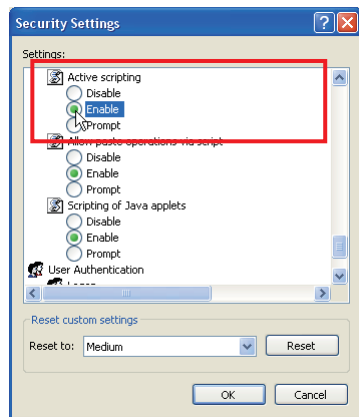 Security Settings
Settings:
Active scripting
Disable
Enable
Prompt
Allow paste operations via script
Disable
Enable
Prompt
Scripting of Java applets
Disable
Enable
Prompt
User Authentication
Logon
Reset custom settings
Reset to: Medium Reset
OK Cancel